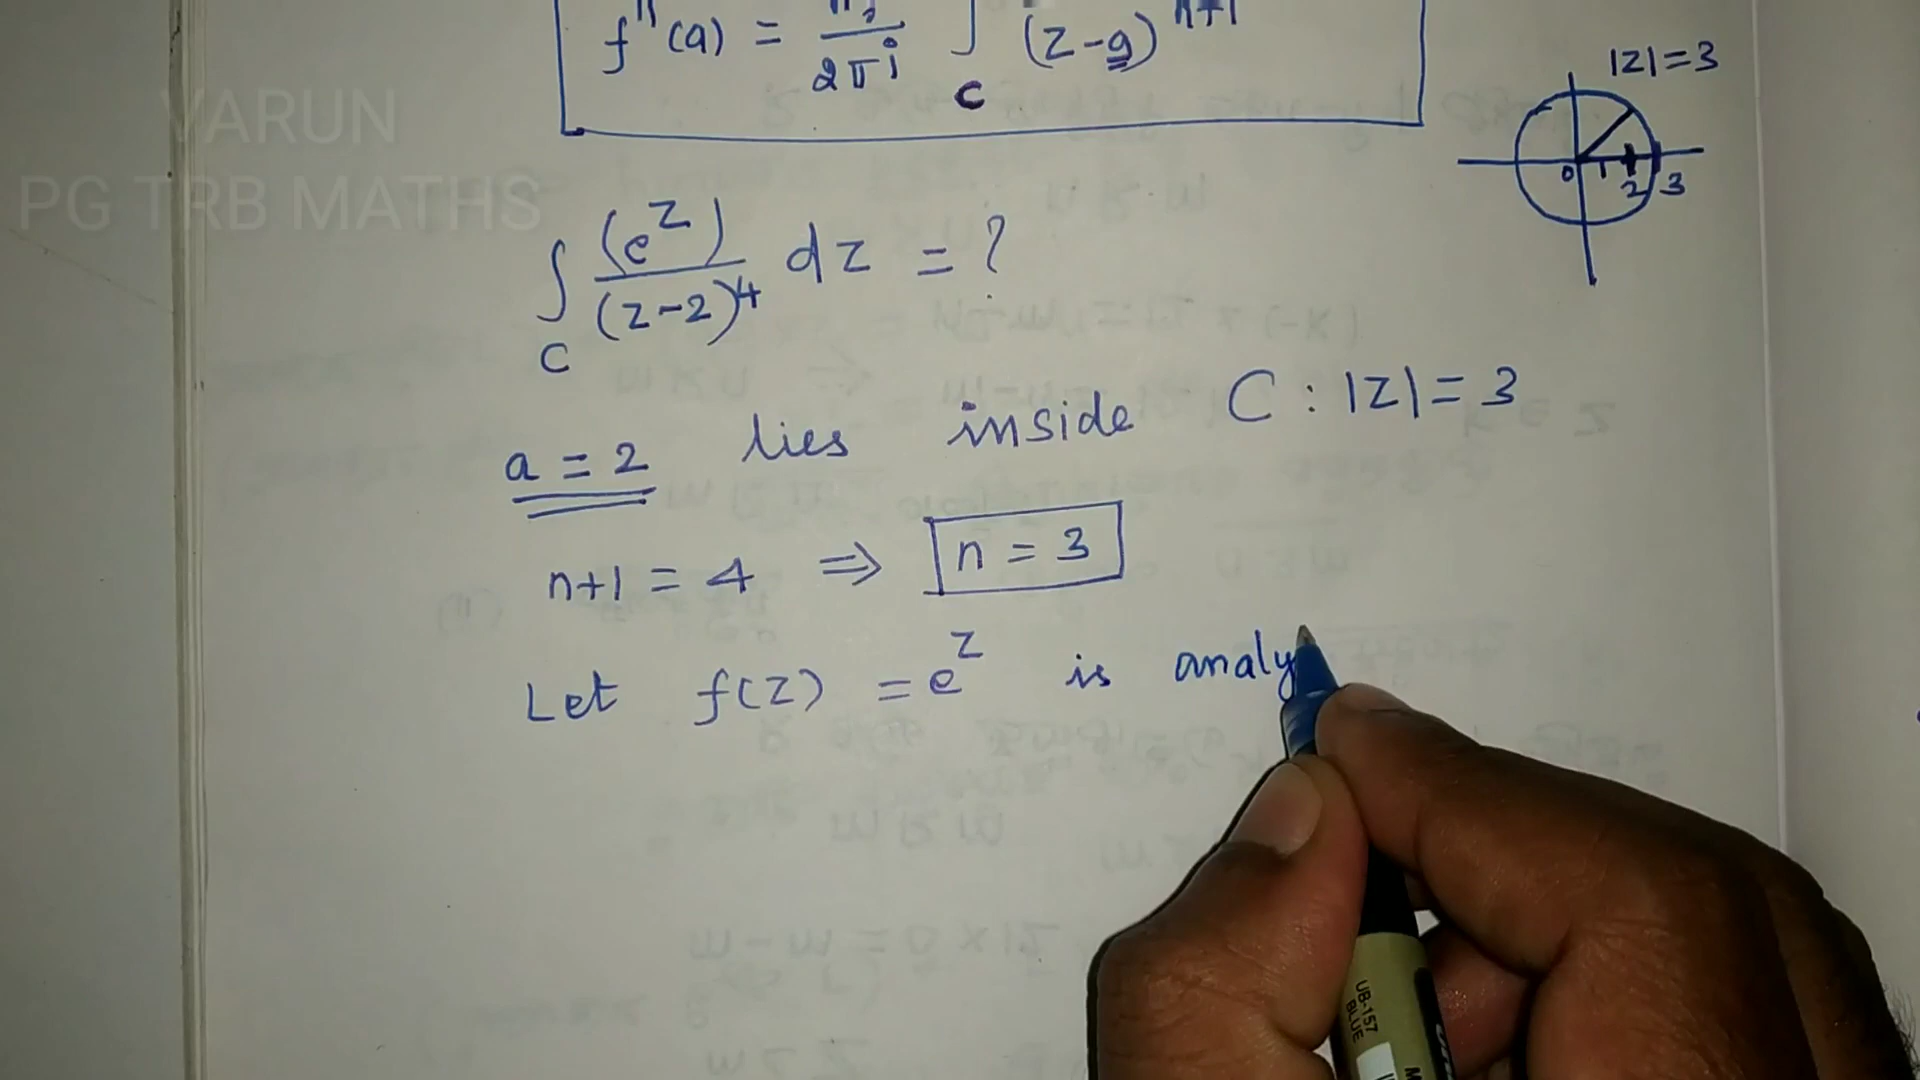 fⁿ(a) = n! / 2πi ∫_C (z-a)ⁿ⁺¹
|z|=3
0 1 2 3
VARUN
PG TRB MATHS
∫_C (e^z) / (z-2)⁴ dz = ?
a = 2 lies inside C : |z| = 3
n+1 = 4 ⇒ n = 3
Let f(z) = e^z is analy
UB-157
BLUE